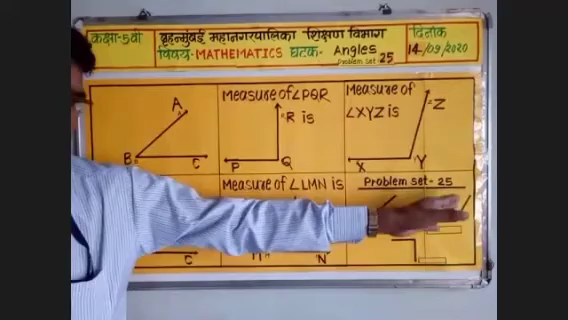 कक्षा-5वी
बृहन्मुंबई महानगरपालिका शिक्षण विभाग
दिनांक
विषय-MATHEMATICS घटक- Angles
Problem set 25
14/09/2020
A
B
C
Measure of ∠PQR
R is
P
Q
Measure of
∠XYZ is
Z
X
Y
C
Measure of ∠LMN is
M
N
Problem set-25